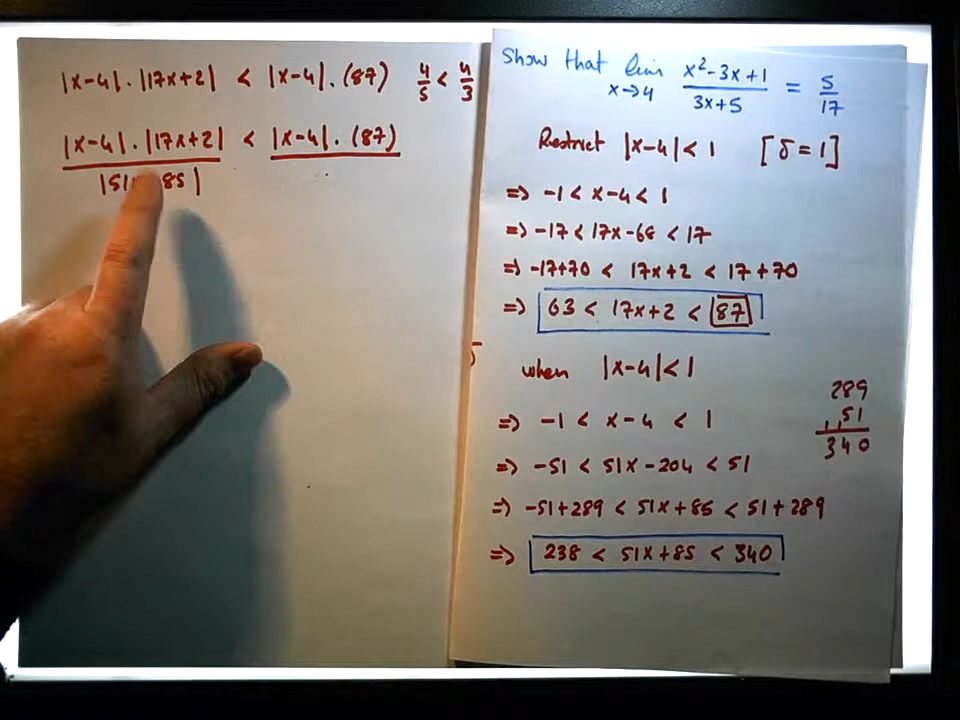 |x-4|. |17x+2| < |x-4|. (87) 4/5 < 4/3
|x-4|. |17x+2| < |x-4|. (87)
|51 85|
Show that lim x→4 x²-3x+1 / 3x+5 = 5/17
Restrict |x-4| < 1 [δ = 1]
=> -1 < x-4 < 1
=> -17 < 17x-68 < 17
=> -17+70 < 17x+2 < 17+70
=> 63 < 17x+2 < 87
when |x-4| < 1
=> -1 < x-4 < 1
=> -51 < 51x-204 < 51
=> -51+289 < 51x+85 < 51+289
=> 238 < 51x+85 < 340
289
51
340